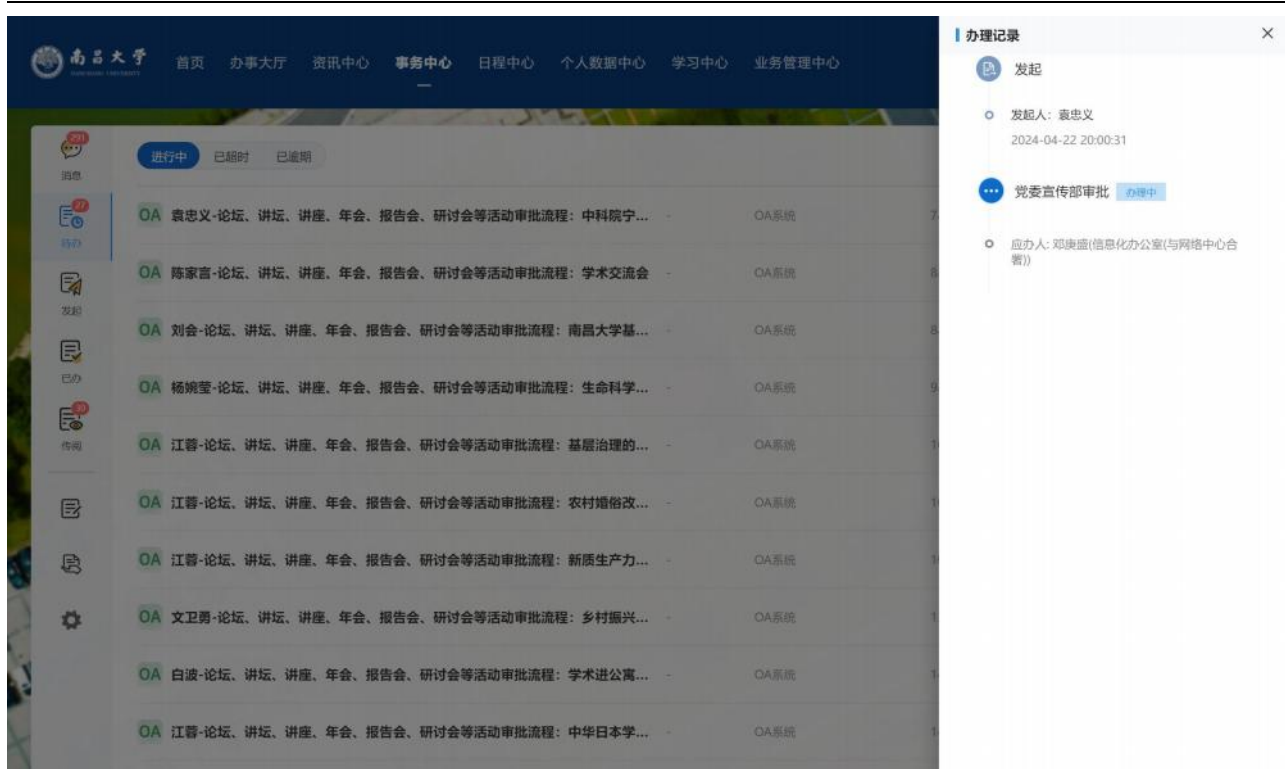 南昌大学
NANCHANG UNIVERSITY
首页 办事大厅 资讯中心 事务中心 日程中心 个人数据中心 学习中心 业务管理中心
293
消息
27
待办
发起
已办
传阅
进行中 已超时 已逾期
OA 袁忠义-论坛、讲坛、讲座、年会、报告会、研讨会等活动审批流程：中科院宁... - OA系统 7
OA 陈家言-论坛、讲坛、讲座、年会、报告会、研讨会等活动审批流程：学术交流会 - OA系统 8
OA 刘会-论坛、讲坛、讲座、年会、报告会、研讨会等活动审批流程：南昌大学基... - OA系统 8
OA 杨婉莹-论坛、讲坛、讲座、年会、报告会、研讨会等活动审批流程：生命科学... - OA系统 9
OA 江蓉-论坛、讲坛、讲座、年会、报告会、研讨会等活动审批流程：基层治理的... - OA系统
OA 江蓉-论坛、讲坛、讲座、年会、报告会、研讨会等活动审批流程：农村婚俗改... - OA系统
OA 江蓉-论坛、讲坛、讲座、年会、报告会、研讨会等活动审批流程：新质生产力... - OA系统
OA 文卫勇-论坛、讲坛、讲座、年会、报告会、研讨会等活动审批流程：乡村振兴... - OA系统
OA 白波-论坛、讲坛、讲座、年会、报告会、研讨会等活动审批流程：学术进公寓... - OA系统
OA 江蓉-论坛、讲坛、讲座、年会、报告会、研讨会等活动审批流程：中华日本学... - OA系统
办理记录
发起
发起人：袁忠义
2024-04-22 20:00:31
党委宣传部审批 办理中
应办人: 邓庚盛(信息化办公室(与网络中心合
署))